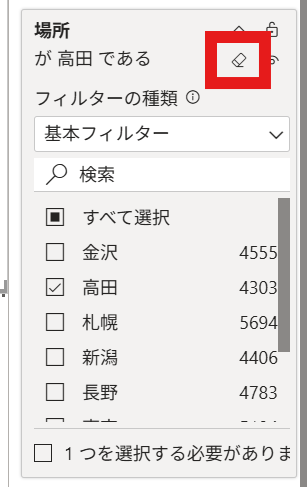 場所
が 高田 である
フィルターの種類
基本フィルター
検索
すべて選択
金沢 4555
高田 4303
札幌 5694
新潟 4406
長野 4783
1 つを選択する必要がありま